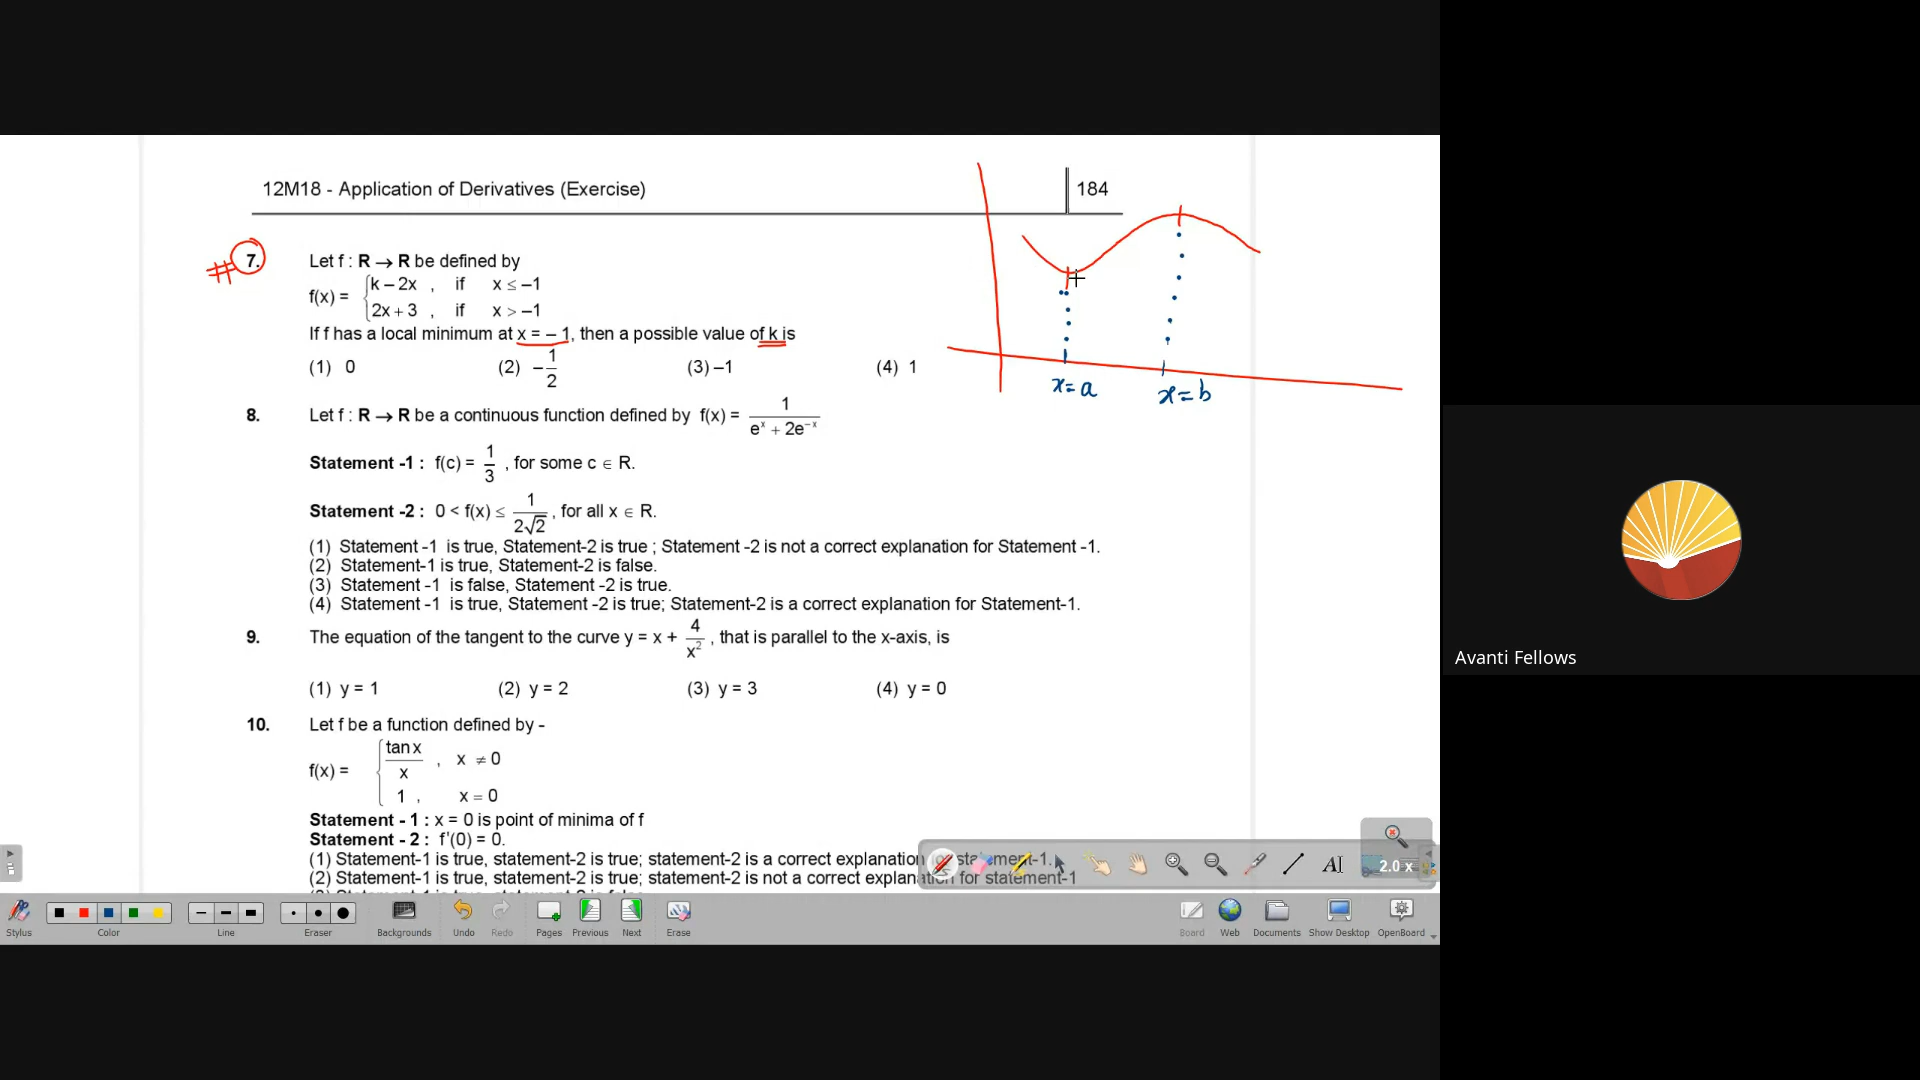 12M18 - Application of Derivatives (Exercise) 184
# 7. Let f : R → R be defined by
f(x) = { k – 2x , if x ≤ –1
2x + 3 , if x > –1
If f has a local minimum at x = – 1, then a possible value of k is
(1) 0 (2) –1/2 (3) –1 (4) 1
x=a x=b
8. Let f : R → R be a continuous function defined by f(x) = 1/(eˣ + 2e⁻ˣ)
Statement -1 : f(c) = 1/3 , for some c ∈ R.
Statement -2 : 0 < f(x) ≤ 1/(2√2) , for all x ∈ R.
(1) Statement -1 is true, Statement-2 is true ; Statement -2 is not a correct explanation for Statement -1.
(2) Statement-1 is true, Statement-2 is false.
(3) Statement -1 is false, Statement -2 is true.
(4) Statement -1 is true, Statement -2 is true; Statement-2 is a correct explanation for Statement-1.
9. The equation of the tangent to the curve y = x + 4/x² , that is parallel to the x-axis, is
(1) y = 1 (2) y = 2 (3) y = 3 (4) y = 0
10. Let f be a function defined by -
f(x) = { tan x/x , x ≠ 0
1 , x = 0
Statement - 1 : x = 0 is point of minima of f
Statement - 2 : f'(0) = 0.
(1) Statement-1 is true, statement-2 is true; statement-2 is a correct explanation for statement-1.
(2) Statement-1 is true, statement-2 is true; statement-2 is not a correct explanation for statement-1
2.0 x
Stylus Color Line Eraser Backgrounds Undo Redo Pages Previous Next Erase Board Web Documents Show Desktop OpenBoard
Avanti Fellows